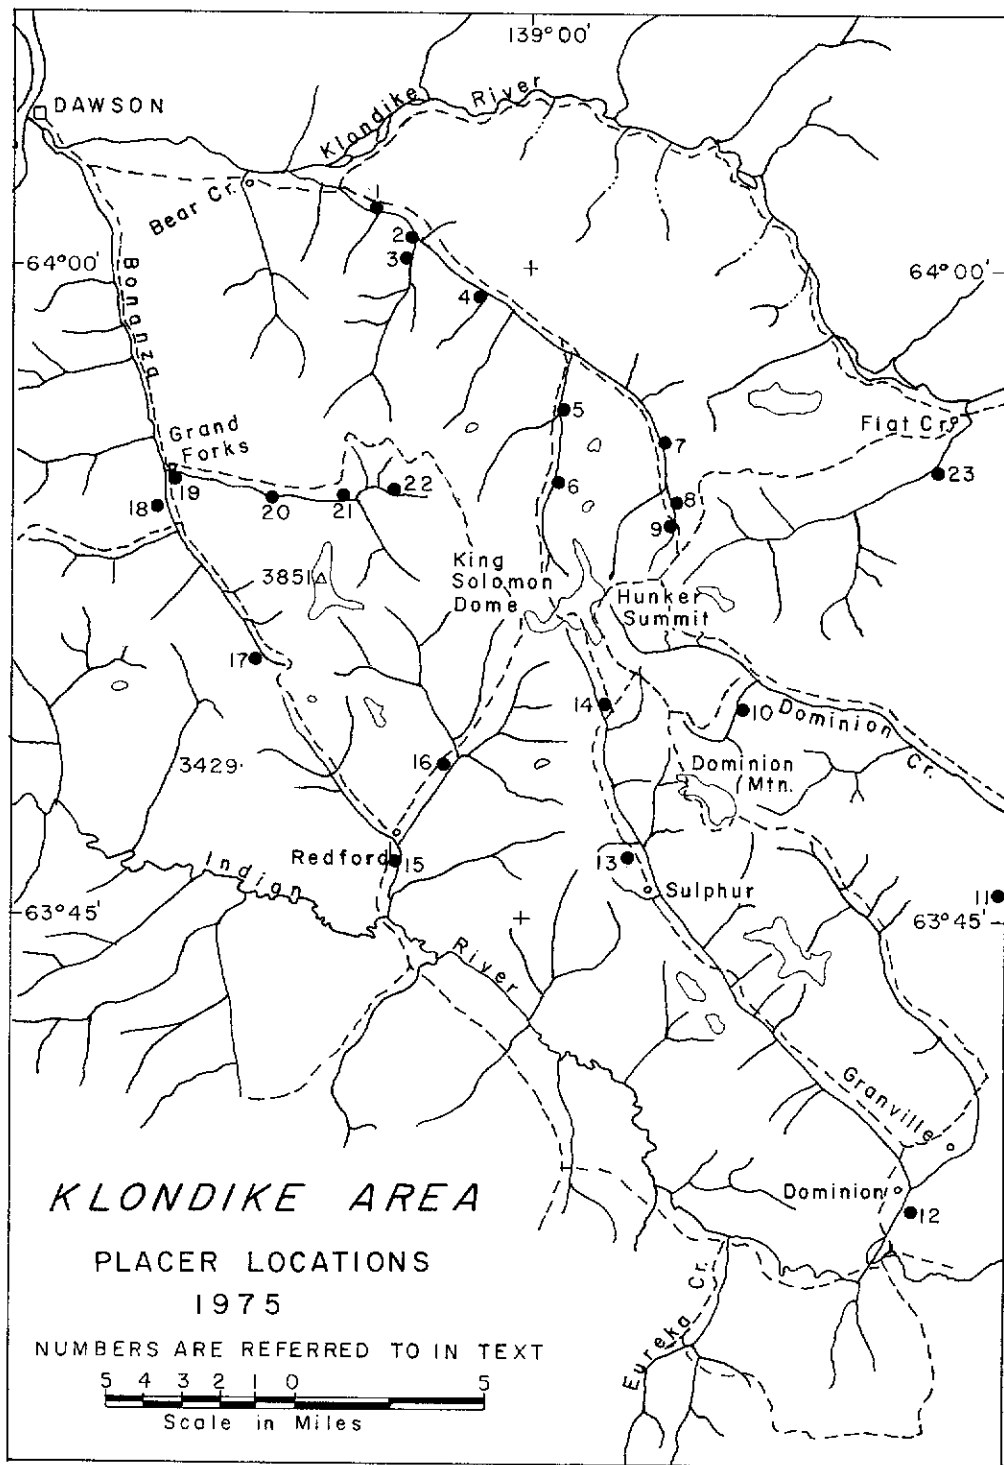 139°00'
DAWSON
Klondike River
Bear Cr.
1
2
3
64°00'
64°00'
4
Bonanza
5
Flat Cr.
Grand
Forks
7
6
22
23
19
18
20
21
8
9
3851
King
Solomon
Dome
Hunker
Summit
17
14
10
Dominion Cr.
3429
16
Dominion
Mtn.
Redford
15
13
Sulphur
Indian River
11
63°45'
63°45'
Granville
Dominion
12
Eureka Cr.
KLONDIKE AREA
PLACER LOCATIONS
1975
NUMBERS ARE REFERRED TO IN TEXT
5 4 3 2 1 0 5
Scale in Miles